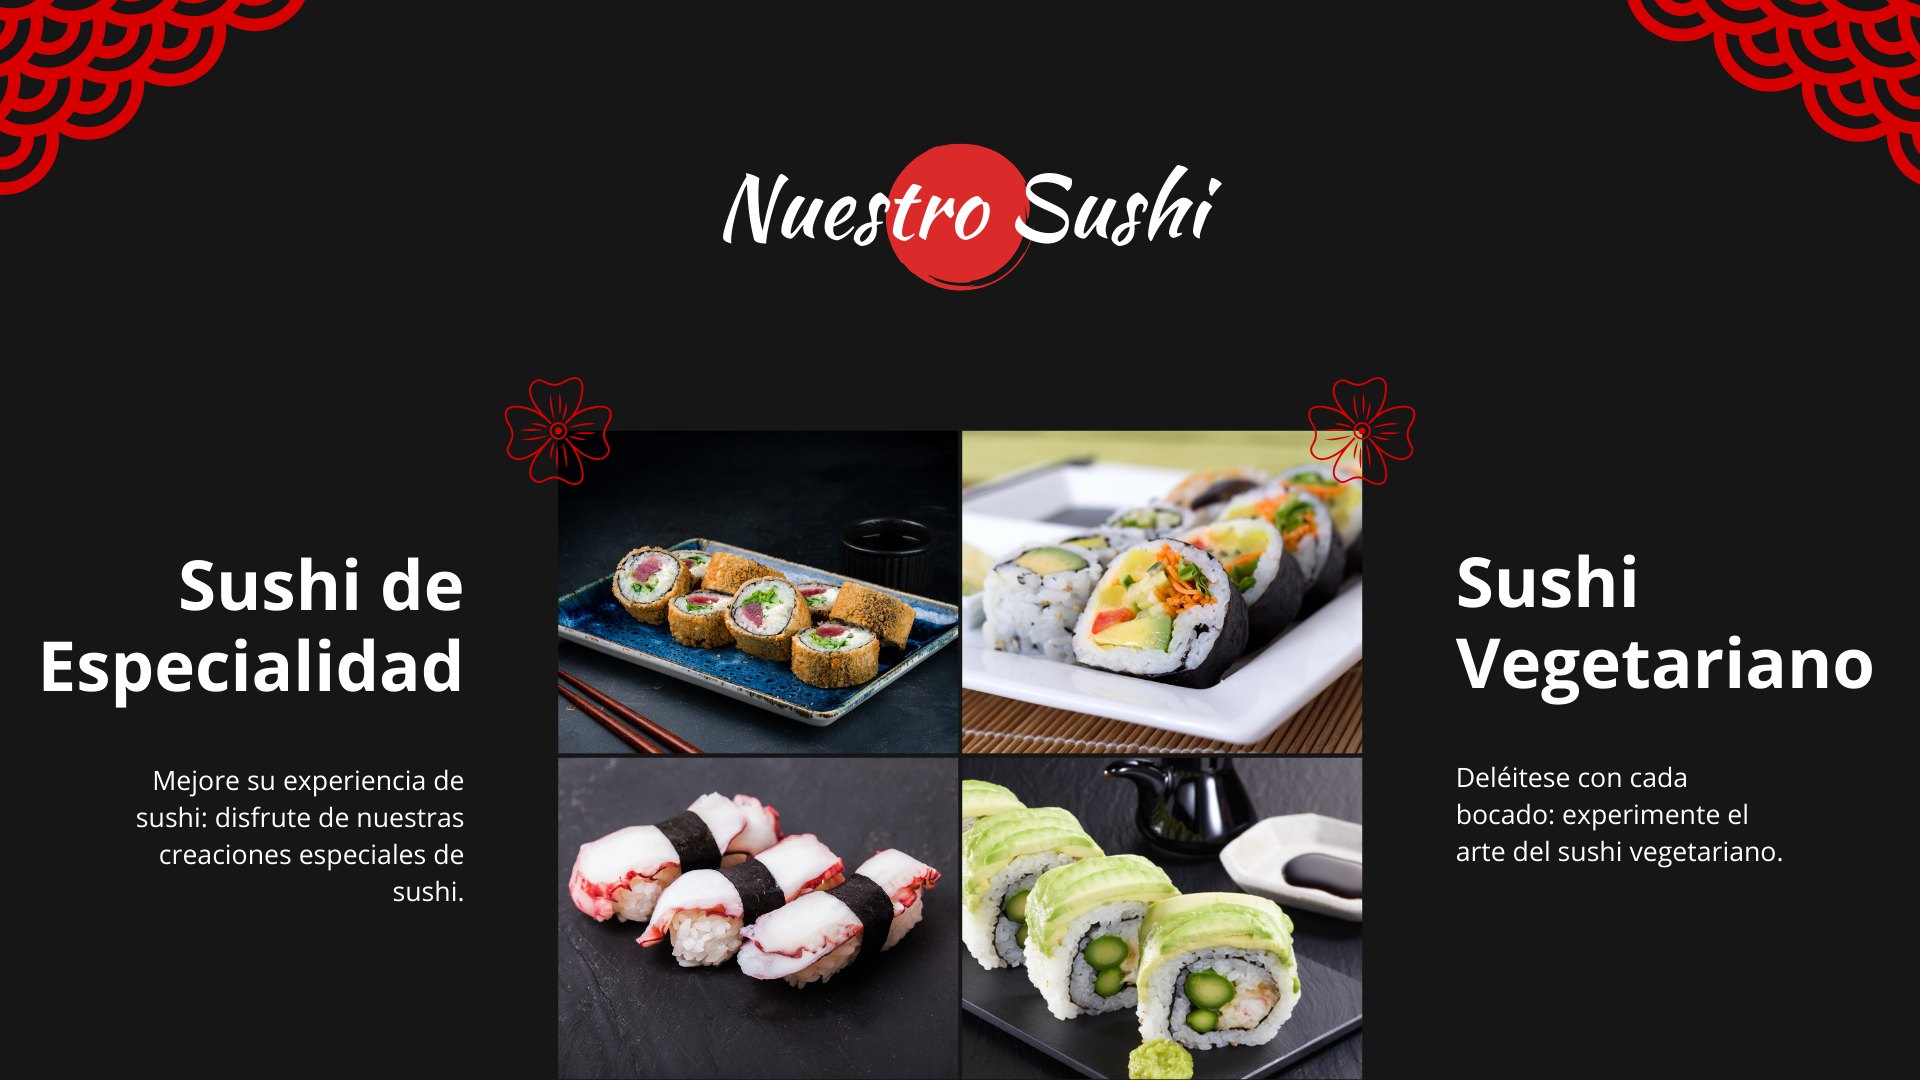 Nuestro Sushi
Sushi de
Especialidad
Mejore su experiencia de
sushi: disfrute de nuestras
creaciones especiales de
sushi.
Sushi
Vegetariano
Deléitese con cada
bocado: experimente el
arte del sushi vegetariano.